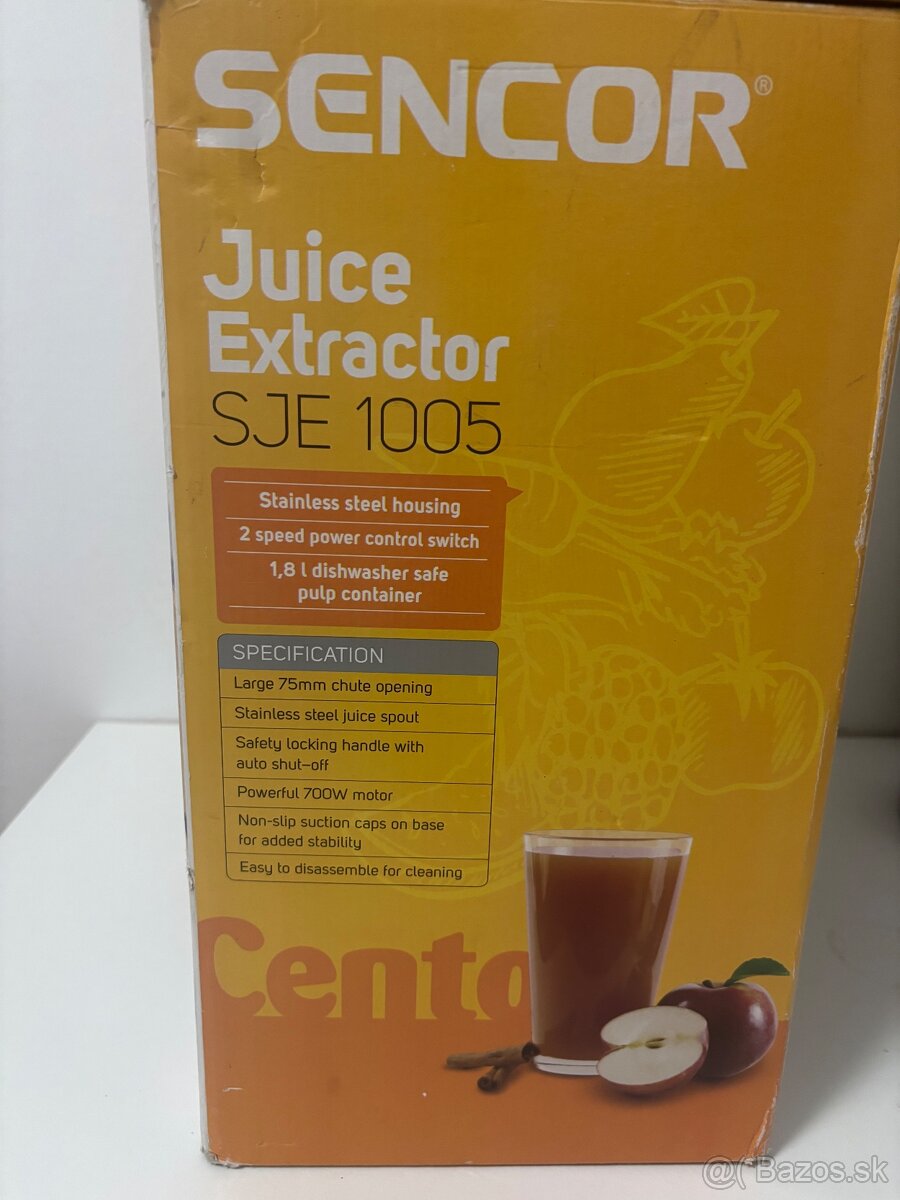 SENCOR®
Juice
Extractor
SJE 1005
Stainless steel housing
2 speed power control switch
1,8 l dishwasher safe
pulp container
SPECIFICATION
Large 75mm chute opening
Stainless steel juice spout
Safety locking handle with
auto shut–off
Powerful 700W motor
Non-slip suction caps on base
for added stability
Easy to disassemble for cleaning
Cento
@Bazos.sk